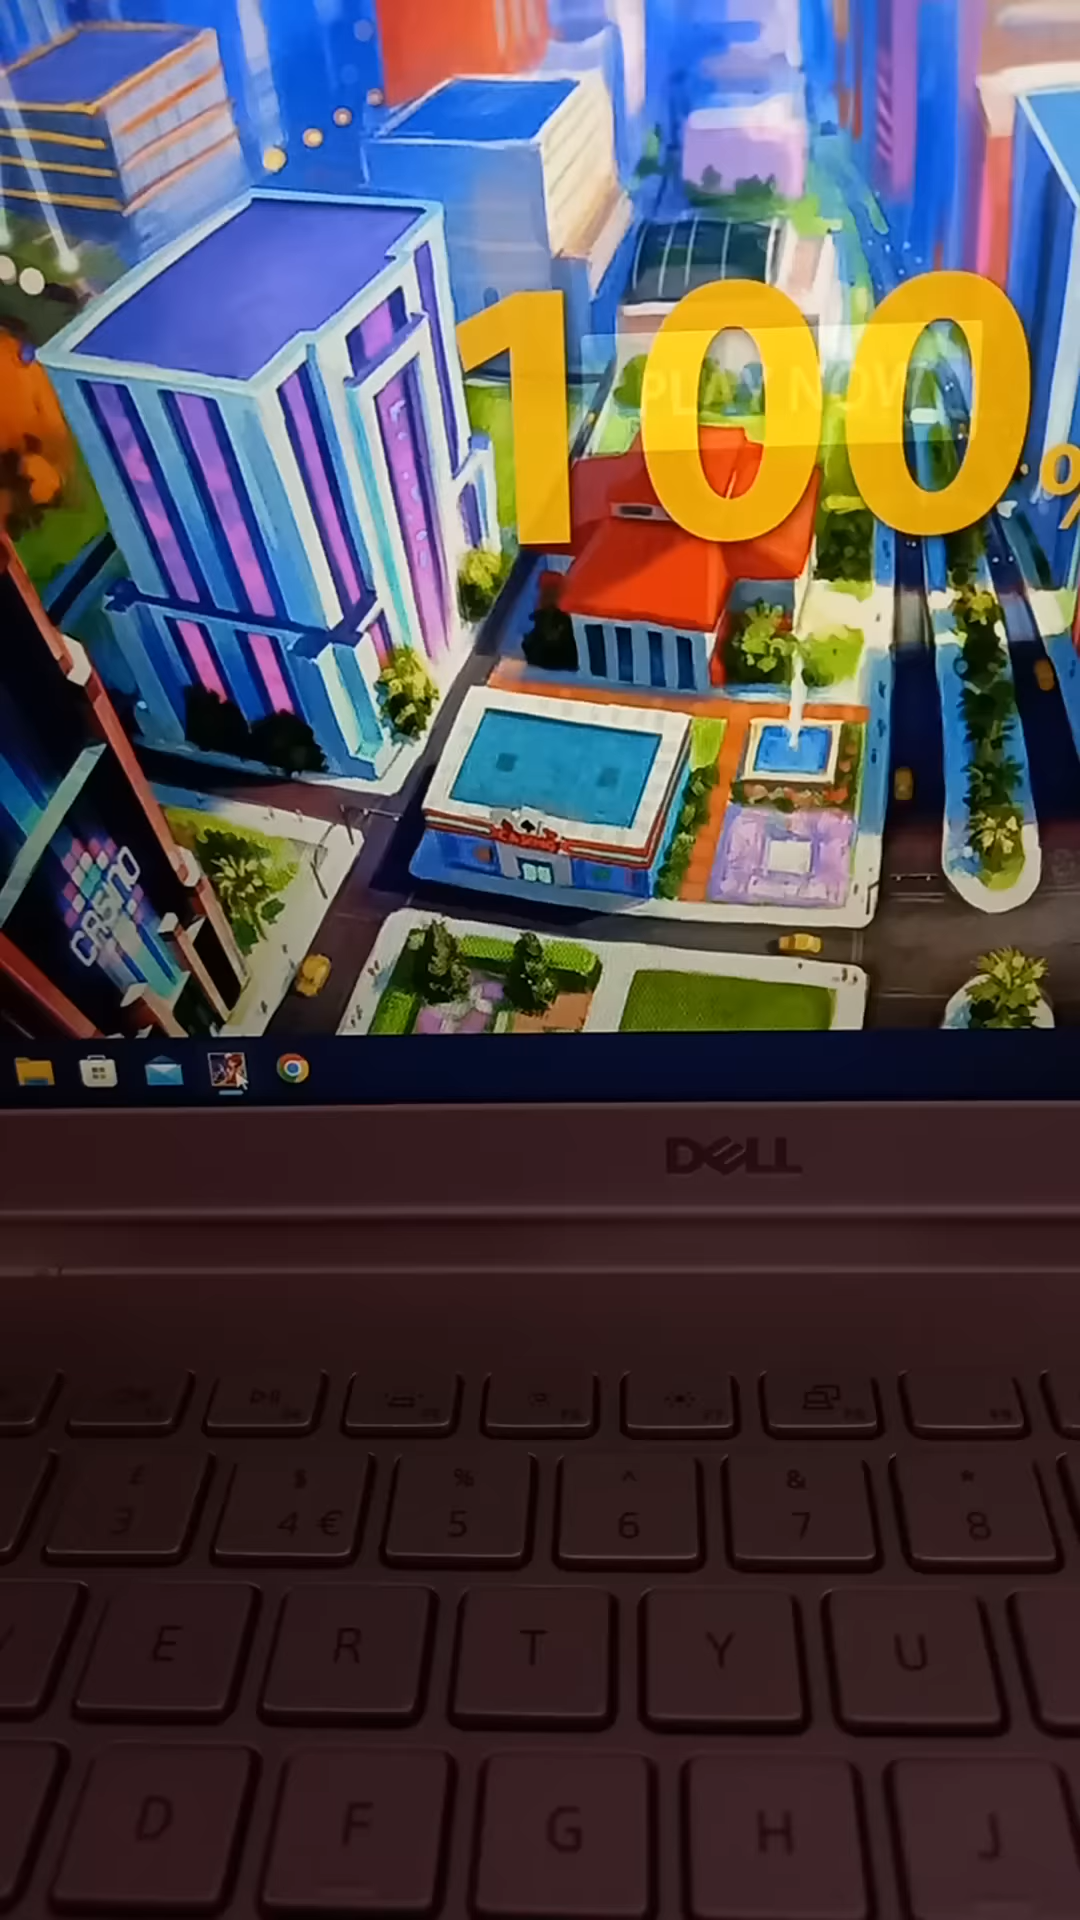 100%
PLAY NOW
CASINO
DELL
£ $ % ^ & *
3 4 € 5 6 7 8
E R T Y U
D F G H J